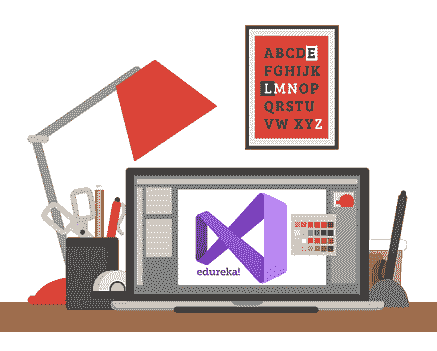 ABCDE
FGHIJK
LMNOP
QRSTU
VW XYZ
edureka!